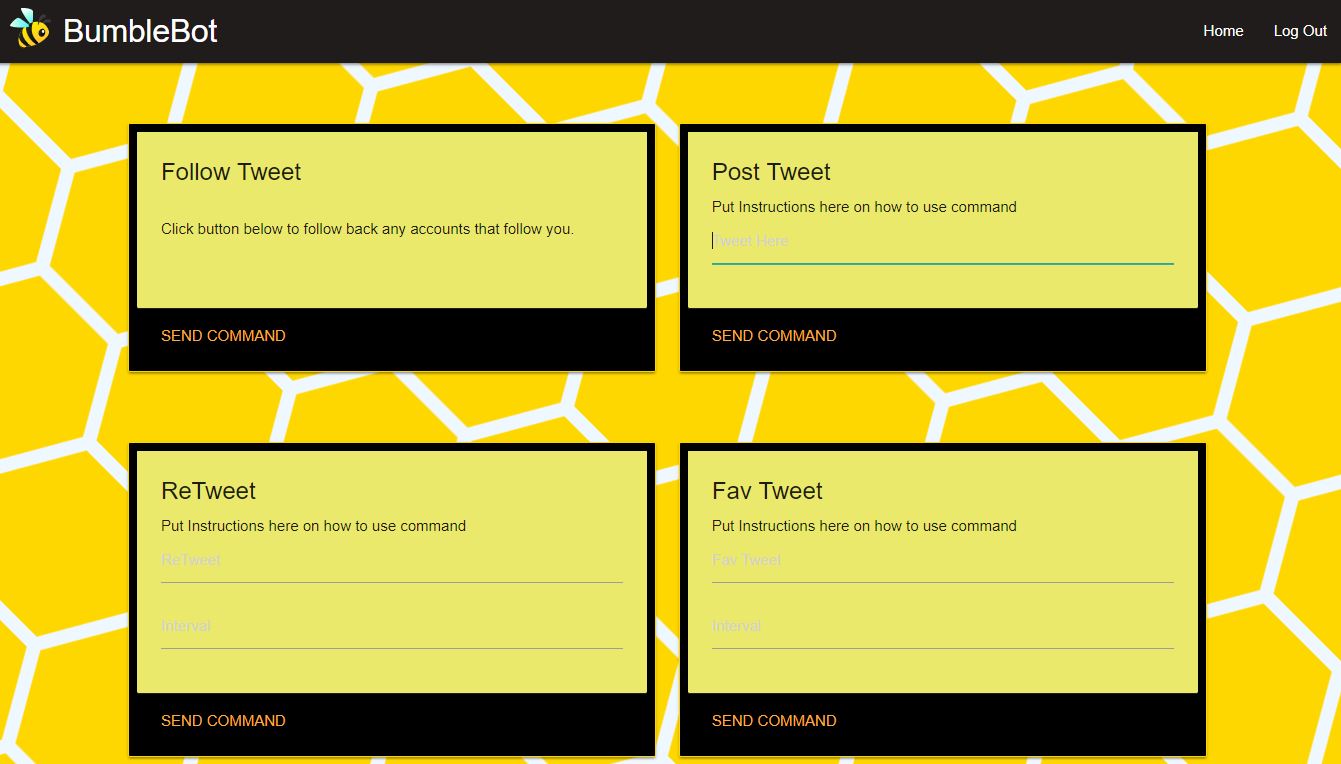 BumbleBot
Home
Log Out
Follow Tweet
Click button below to follow back any accounts that follow you.
SEND COMMAND
Post Tweet
Put Instructions here on how to use command
Tweet Here
SEND COMMAND
ReTweet
Put Instructions here on how to use command
ReTweet
Interval
SEND COMMAND
Fav Tweet
Put Instructions here on how to use command
Fav Tweet
Interval
SEND COMMAND